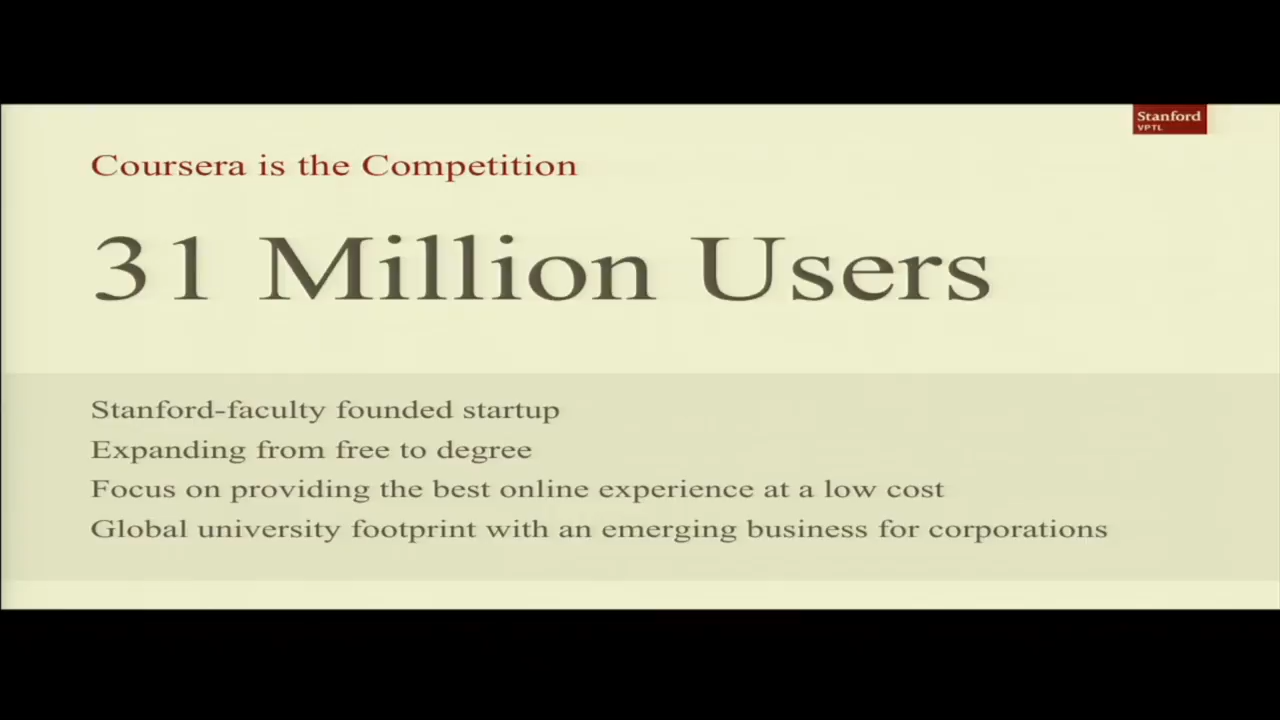 Stanford
VPTL
Coursera is the Competition
31 Million Users
Stanford-faculty founded startup
Expanding from free to degree
Focus on providing the best online experience at a low cost
Global university footprint with an emerging business for corporations